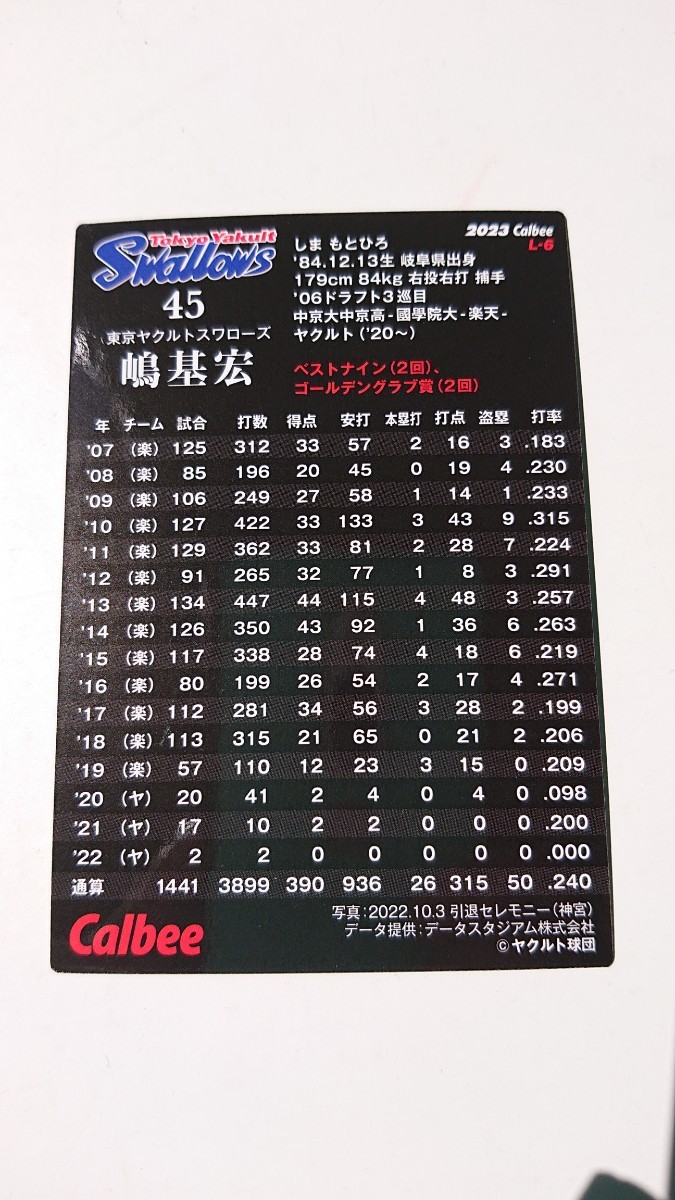 Tokyo Yakult
Swallows
45
東京ヤクルトスワローズ
嶋基宏
2023 Calbee
L-6
しま もとひろ
'84.12.13生 岐阜県出身
179cm 84kg 右投右打 捕手
'06ドラフト3巡目
中京大中京高-國學院大-楽天-
ヤクルト('20～)
ベストナイン(2回)、
ゴールデングラブ賞(2回)
年 チーム 試合 打数 得点 安打 本塁打 打点 盗塁 打率
'07 (楽) 125 312 33 57 2 16 3 .183
'08 (楽) 85 196 20 45 0 19 4 .230
'09 (楽) 106 249 27 58 1 14 1 .233
'10 (楽) 127 422 33 133 3 43 9 .315
'11 (楽) 129 362 33 81 2 28 7 .224
'12 (楽) 91 265 32 77 1 8 3 .291
'13 (楽) 134 447 44 115 4 48 3 .257
'14 (楽) 126 350 43 92 1 36 6 .263
'15 (楽) 117 338 28 74 4 18 6 .219
'16 (楽) 80 199 26 54 2 17 4 .271
'17 (楽) 112 281 34 56 3 28 2 .199
'18 (楽) 113 315 21 65 0 21 2 .206
'19 (楽) 57 110 12 23 3 15 0 .209
'20 (ヤ) 20 41 2 4 0 4 0 .098
'21 (ヤ) 17 10 2 2 0 0 0 .200
'22 (ヤ) 2 2 0 0 0 0 0 .000
通算 1441 3899 390 936 26 315 50 .240
Calbee
写真:2022.10.3 引退セレモニー(神宮)
データ提供:データスタジアム株式会社
©ヤクルト球団